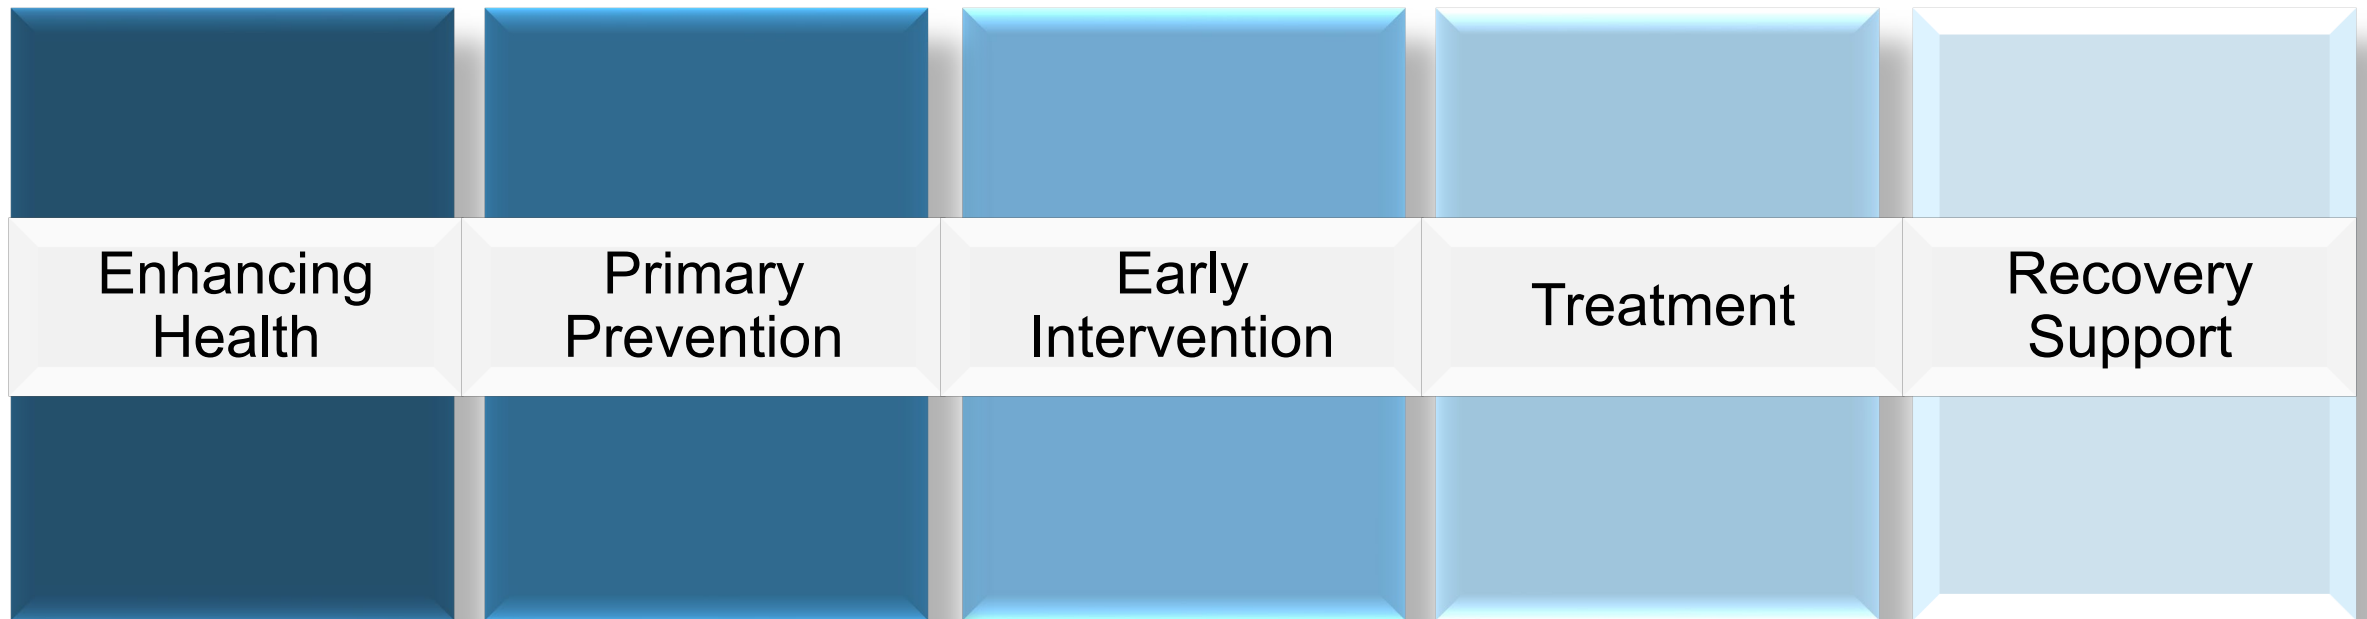 Enhancing
Health
Primary
Prevention
Early
Intervention
Treatment
Recovery
Support